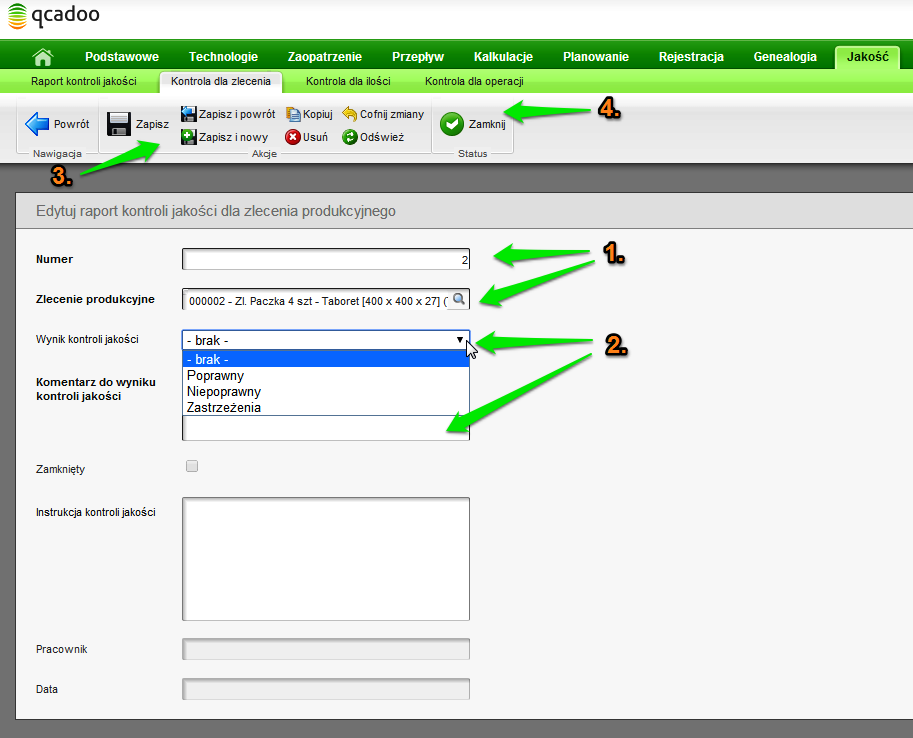 qcadoo
Podstawowe Technologie Zaopatrzenie Przepływ Kalkulacje Planowanie Rejestracja Genealogia Jakość
Raport kontroli jakości Kontrola dla zlecenia Kontrola dla ilości Kontrola dla operacji
Powrót Zapisz Zapisz i powrót Kopiuj Cofnij zmiany Zamknij 4.
Zapisz i nowy Usuń Odśwież
Nawigacja Akcje Status
3.
Edytuj raport kontroli jakości dla zlecenia produkcyjnego
Numer 2 1.
Zlecenie produkcyjne 000002 - Zl. Paczka 4 szt - Taboret [400 x 400 x 27] (
Wynik kontroli jakości - brak - 2.
- brak -
Poprawny
Niepoprawny
Zastrzeżenia
Komentarz do wyniku
kontroli jakości
Zamknięty
Instrukcja kontroli jakości
Pracownik
Data